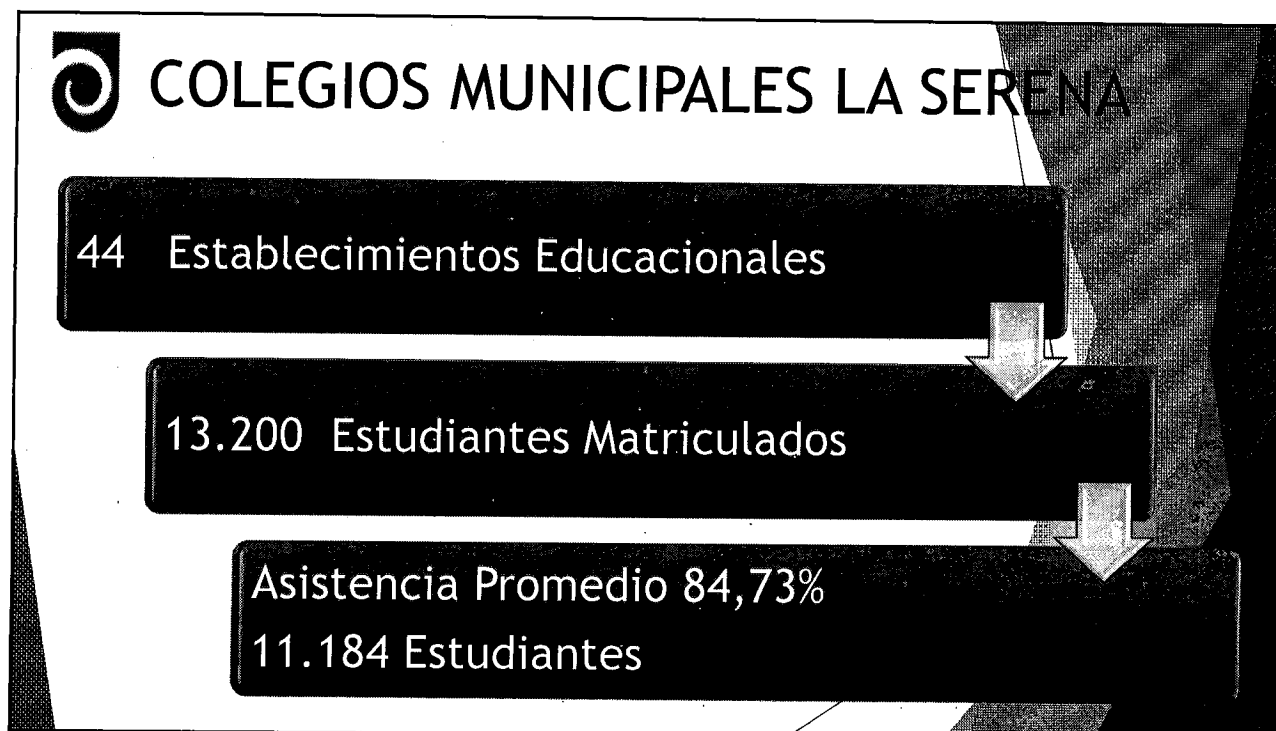 COLEGIOS MUNICIPALES LA SERENA
44 Establecimientos Educacionales
13.200 Estudiantes Matriculados
Asistencia Promedio 84,73%
11.184 Estudiantes